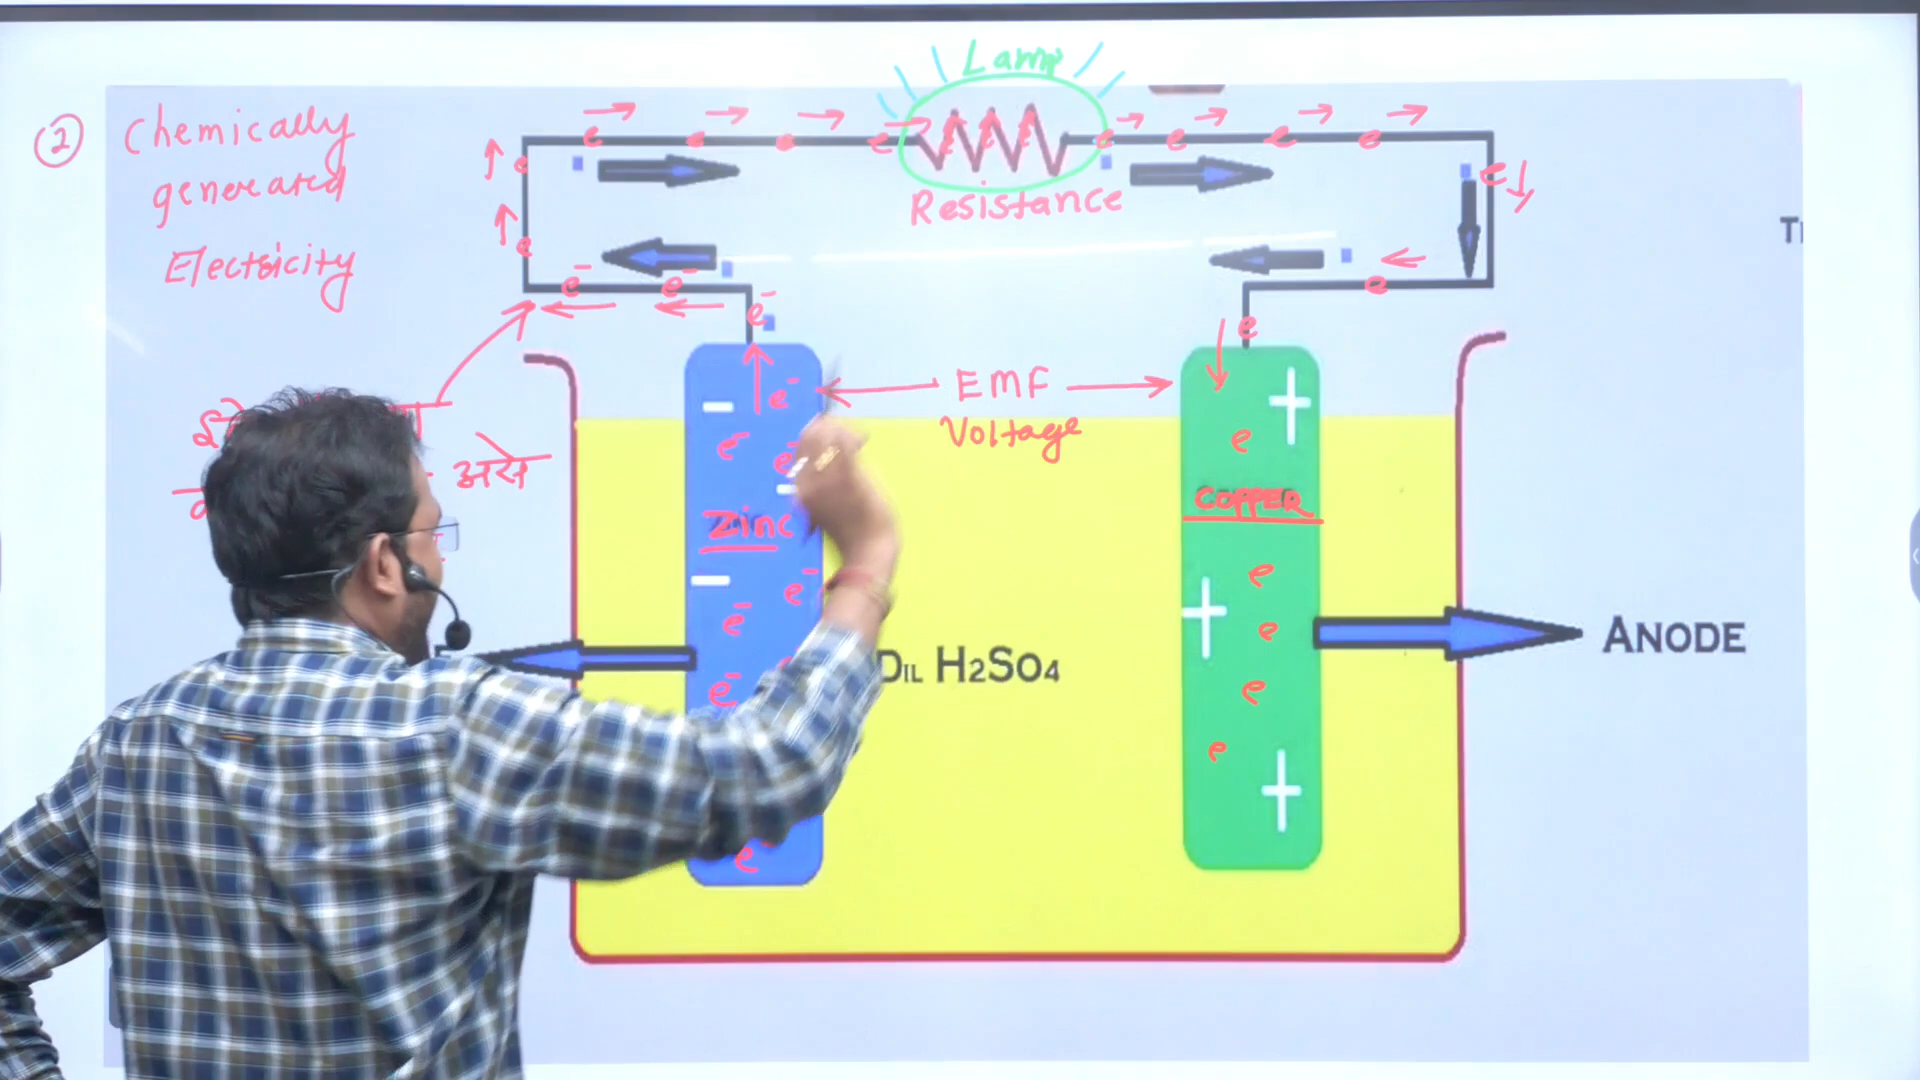 Lamp
② Chemically
generated
Electricity
e e e e e e e e e e e e
Resistance
e
e
e
e⁻ e⁻
e
e⁻
e
EMF
Voltage
e⁻
e⁻
e
e
अरे
Zinc
COPPER
e⁻
e⁻
e
e
e⁻
e
e
e⁻
DIL H2SO4
ANODE